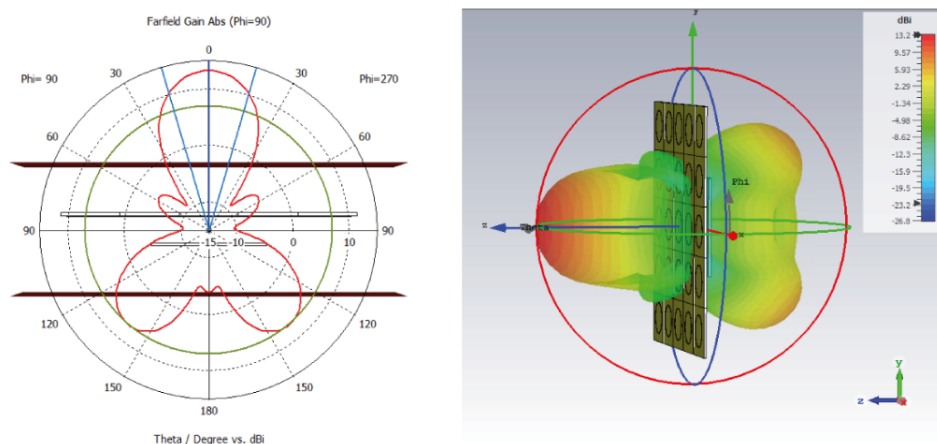 Farfield Gain Abs (Phi=90)
Phi= 90
30
0
30
Phi=270
60
60
90
-15
-10
0
10
90
120
120
150
180
150
Theta / Degree vs. dBi
dBi
13.2
9.57
5.93
2.29
-1.34
-4.98
-8.62
-12.3
-15.9
-19.5
-23.2
-26.8
y
Phi
z
Theta
x
y
z
x